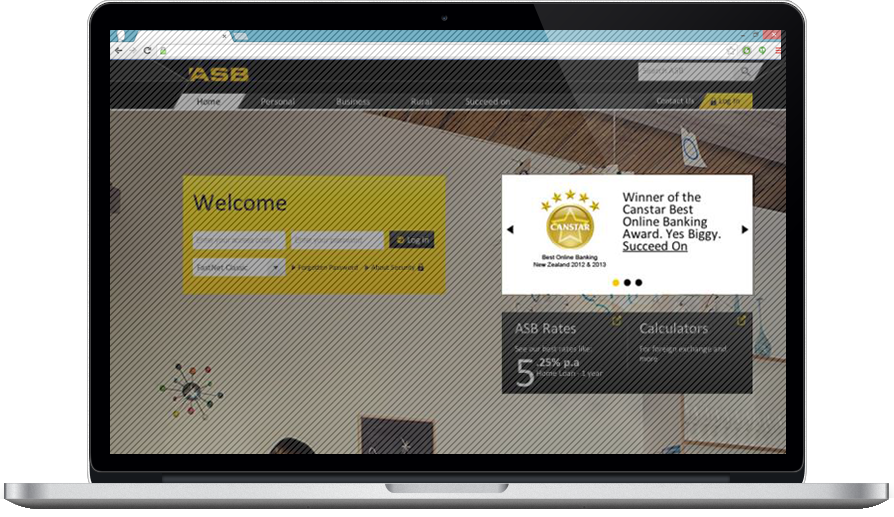 ASB
Home Personal Business Rural Succeed on Contact Us Log In
Welcome
Log In
FastNet Classic Forgotten Password About Security
CANSTAR
Best Online Banking
New Zealand 2012 & 2013
Winner of the
Canstar Best
Online Banking
Award. Yes Biggy.
Succeed On
ASB Rates
See our best rates like:
5.25% p.a
Home Loan - 1 year
Calculators
For foreign exchange and
more